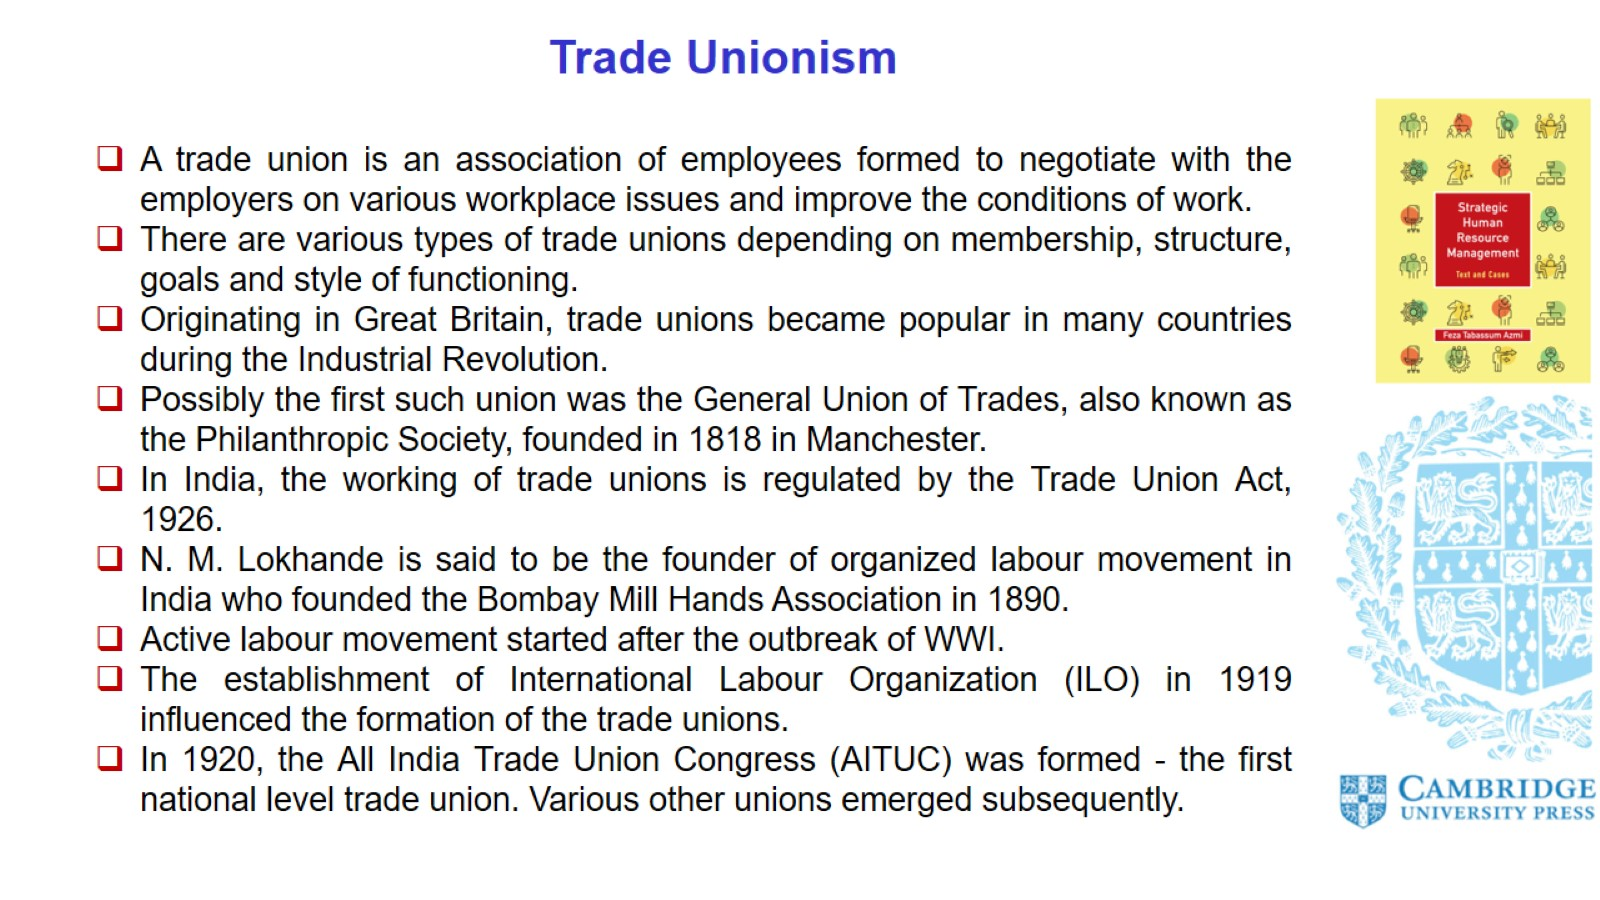 Trade Unionism
❑ A trade union is an association of employees formed to negotiate with the
employers on various workplace issues and improve the conditions of work.
❑ There are various types of trade unions depending on membership, structure,
goals and style of functioning.
❑ Originating in Great Britain, trade unions became popular in many countries
during the Industrial Revolution.
❑ Possibly the first such union was the General Union of Trades, also known as
the Philanthropic Society, founded in 1818 in Manchester.
❑ In India, the working of trade unions is regulated by the Trade Union Act,
1926.
❑ N. M. Lokhande is said to be the founder of organized labour movement in
India who founded the Bombay Mill Hands Association in 1890.
❑ Active labour movement started after the outbreak of WWI.
❑ The establishment of International Labour Organization (ILO) in 1919
influenced the formation of the trade unions.
❑ In 1920, the All India Trade Union Congress (AITUC) was formed - the first
national level trade union. Various other unions emerged subsequently.
Strategic
Human
Resource
Management
Text and Cases
Feza Tabassum Azmi
CAMBRIDGE
UNIVERSITY PRESS